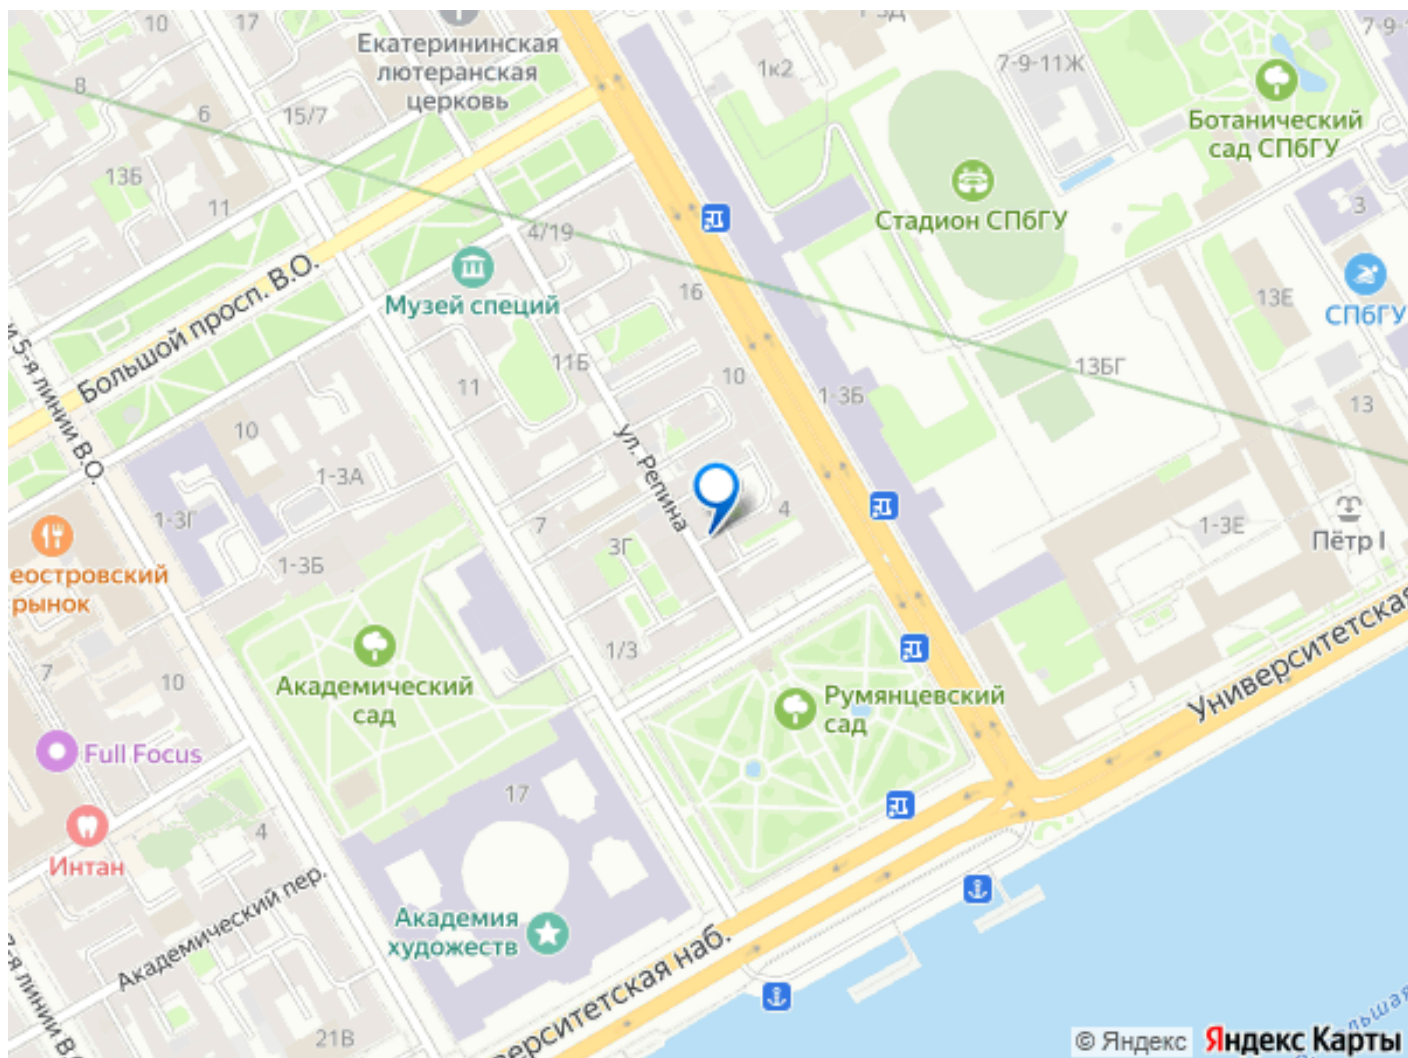 10
17
Екатерининская
лютеранская
церковь
1к2
7-9-11Ж
Ботанический
сад СПбГУ
8
6
15/7
13Б
11
4/19
Стадион СПбГУ
3
Большой просп. В.О.
Музей специй
16
13Е
СПбГУ
5-я линии В.О.
11
11Б
10
1-3Б
13БГ
13
10
1-3А
ул. Репина
1-3Г
7
3Г
4
1-3Е
Пётр I
1-3Б
еостровский
рынок
Университетская
7
10
Академический
сад
1/3
Румянцевский
сад
Full Focus
17
Интан
4
Академический пер.
Академия
художеств
верситетская наб.
я линии В.О.
21В
© Яндекс
Яндекс Карты